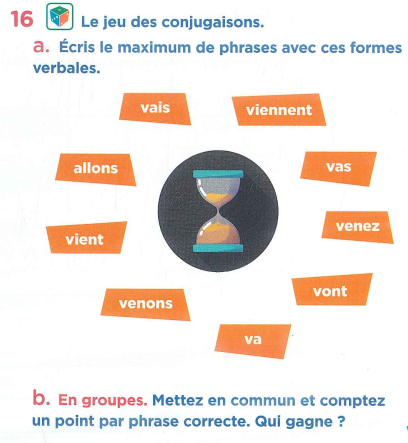 16 Le jeu des conjugaisons.
a. Écris le maximum de phrases avec ces formes
verbales.
vais
viennent
allons
vas
vient
venez
venons
vont
va
b. En groupes. Mettez en commun et comptez
un point par phrase correcte. Qui gagne ?